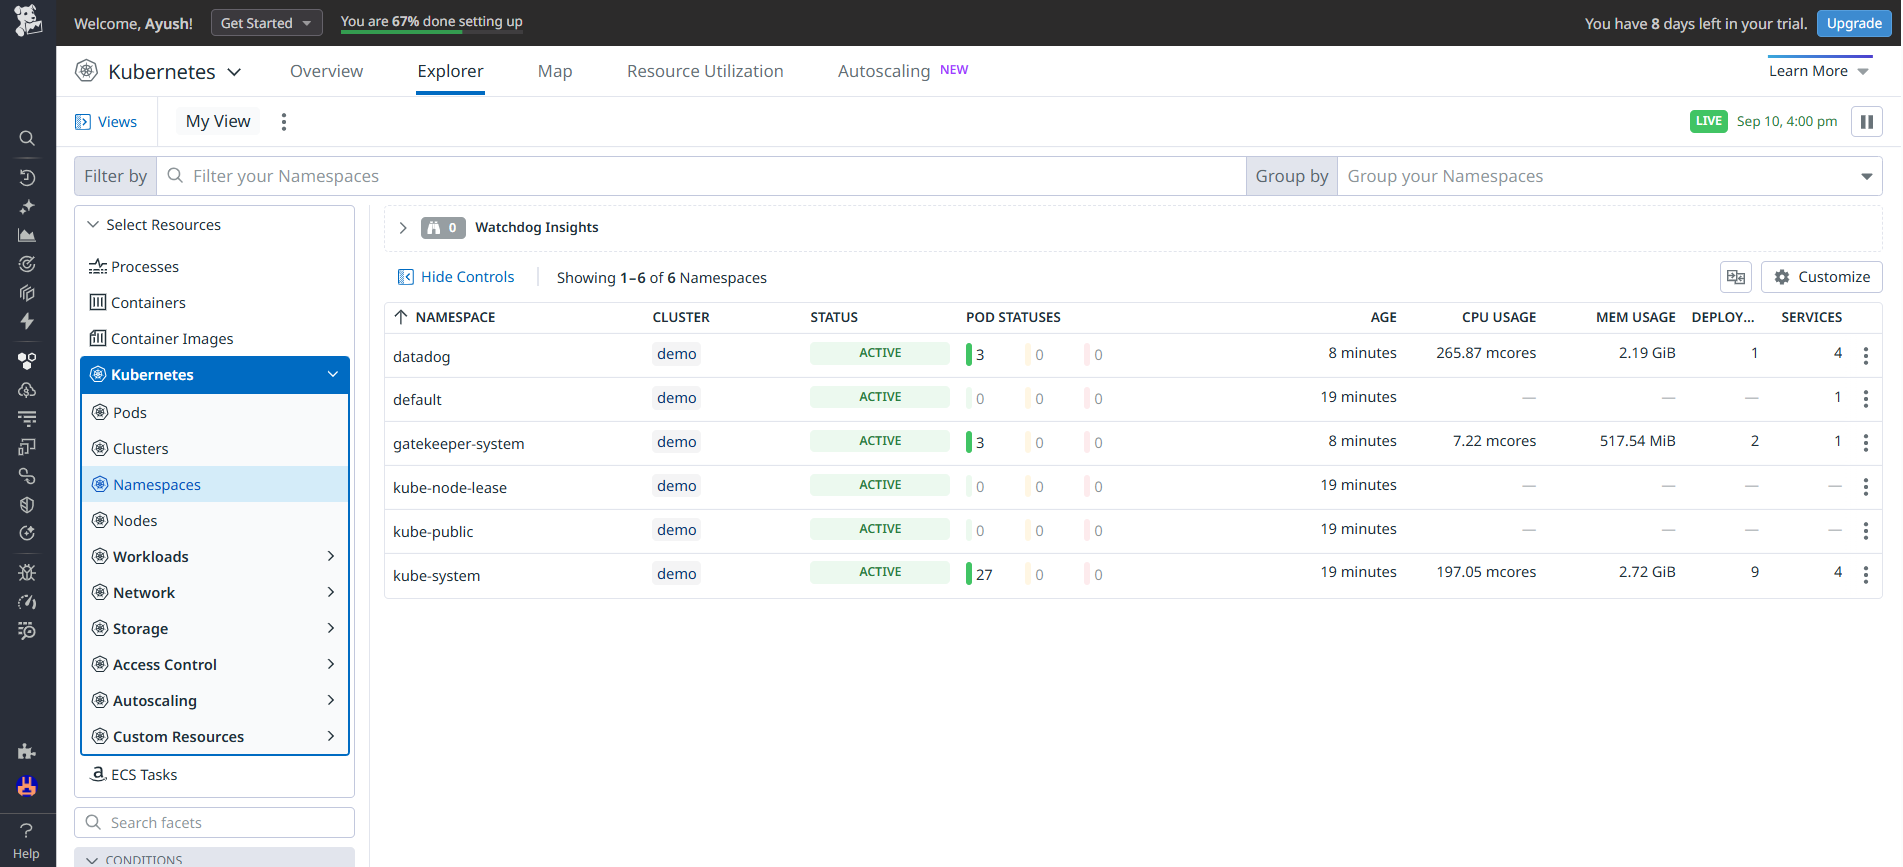 Welcome, Ayush!
Get Started
You are 67% done setting up
You have 8 days left in your trial.
Upgrade
Kubernetes
Overview
Explorer
Map
Resource Utilization
Autoscaling NEW
Learn More
Views
My View
LIVE Sep 10, 4:00 pm
Filter by
Filter your Namespaces
Group by
Group your Namespaces
Select Resources
Processes
Containers
Container Images
Kubernetes
Pods
Clusters
Namespaces
Nodes
Workloads
Network
Storage
Access Control
Autoscaling
Custom Resources
ECS Tasks
Search facets
CONDITIONS
Help
0 Watchdog Insights
Hide Controls
Showing 1–6 of 6 Namespaces
Customize
NAMESPACE CLUSTER STATUS POD STATUSES AGE CPU USAGE MEM USAGE DEPLOY... SERVICES
datadog demo ACTIVE 3 0 0 8 minutes 265.87 mcores 2.19 GiB 1 4
default demo ACTIVE 0 0 0 19 minutes — — — 1
gatekeeper-system demo ACTIVE 3 0 0 8 minutes 7.22 mcores 517.54 MiB 2 1
kube-node-lease demo ACTIVE 0 0 0 19 minutes — — — —
kube-public demo ACTIVE 0 0 0 19 minutes — — — —
kube-system demo ACTIVE 27 0 0 19 minutes 197.05 mcores 2.72 GiB 9 4